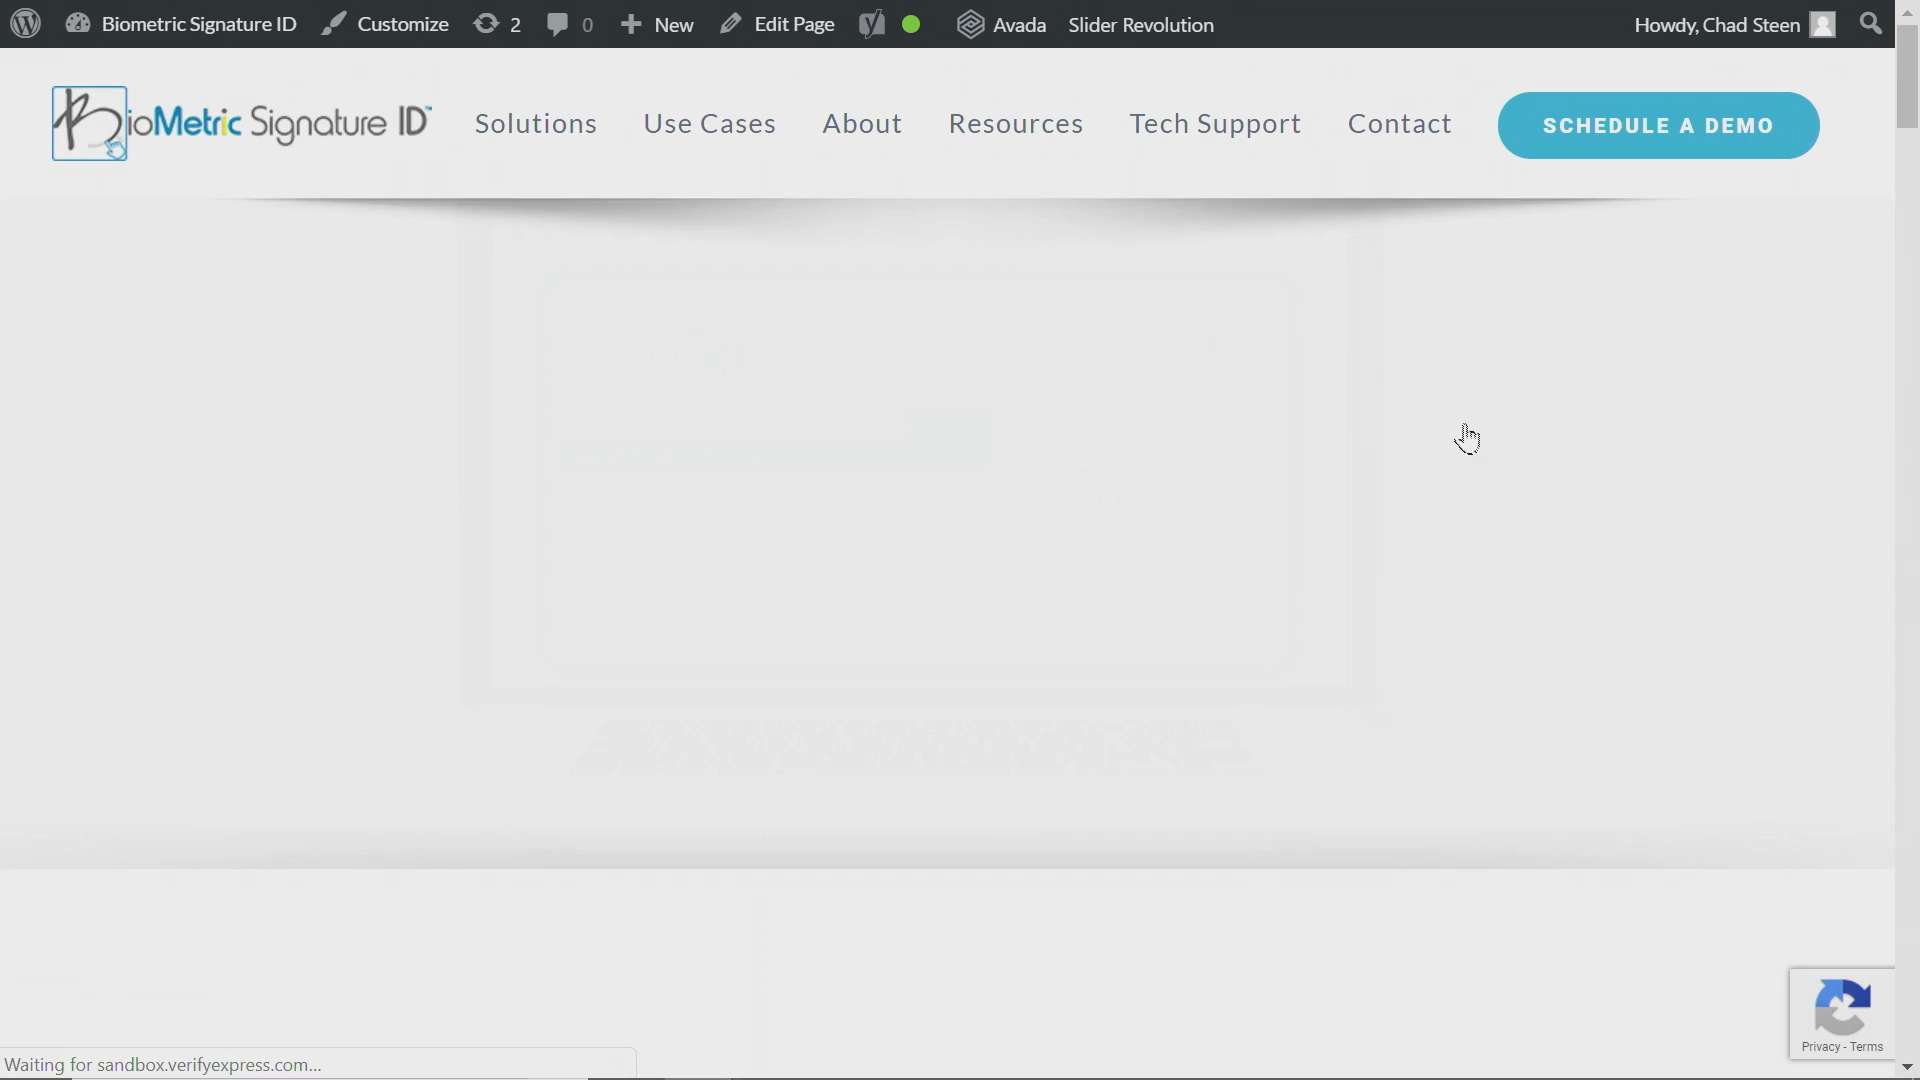 Biometric Signature ID Customize 2 0 New Edit Page Avada Slider Revolution Howdy, Chad Steen
BioMetric Signature ID™ Solutions Use Cases About Resources Tech Support Contact SCHEDULE A DEMO
Privacy - Terms
Waiting for sandbox.verifyexpress.com...